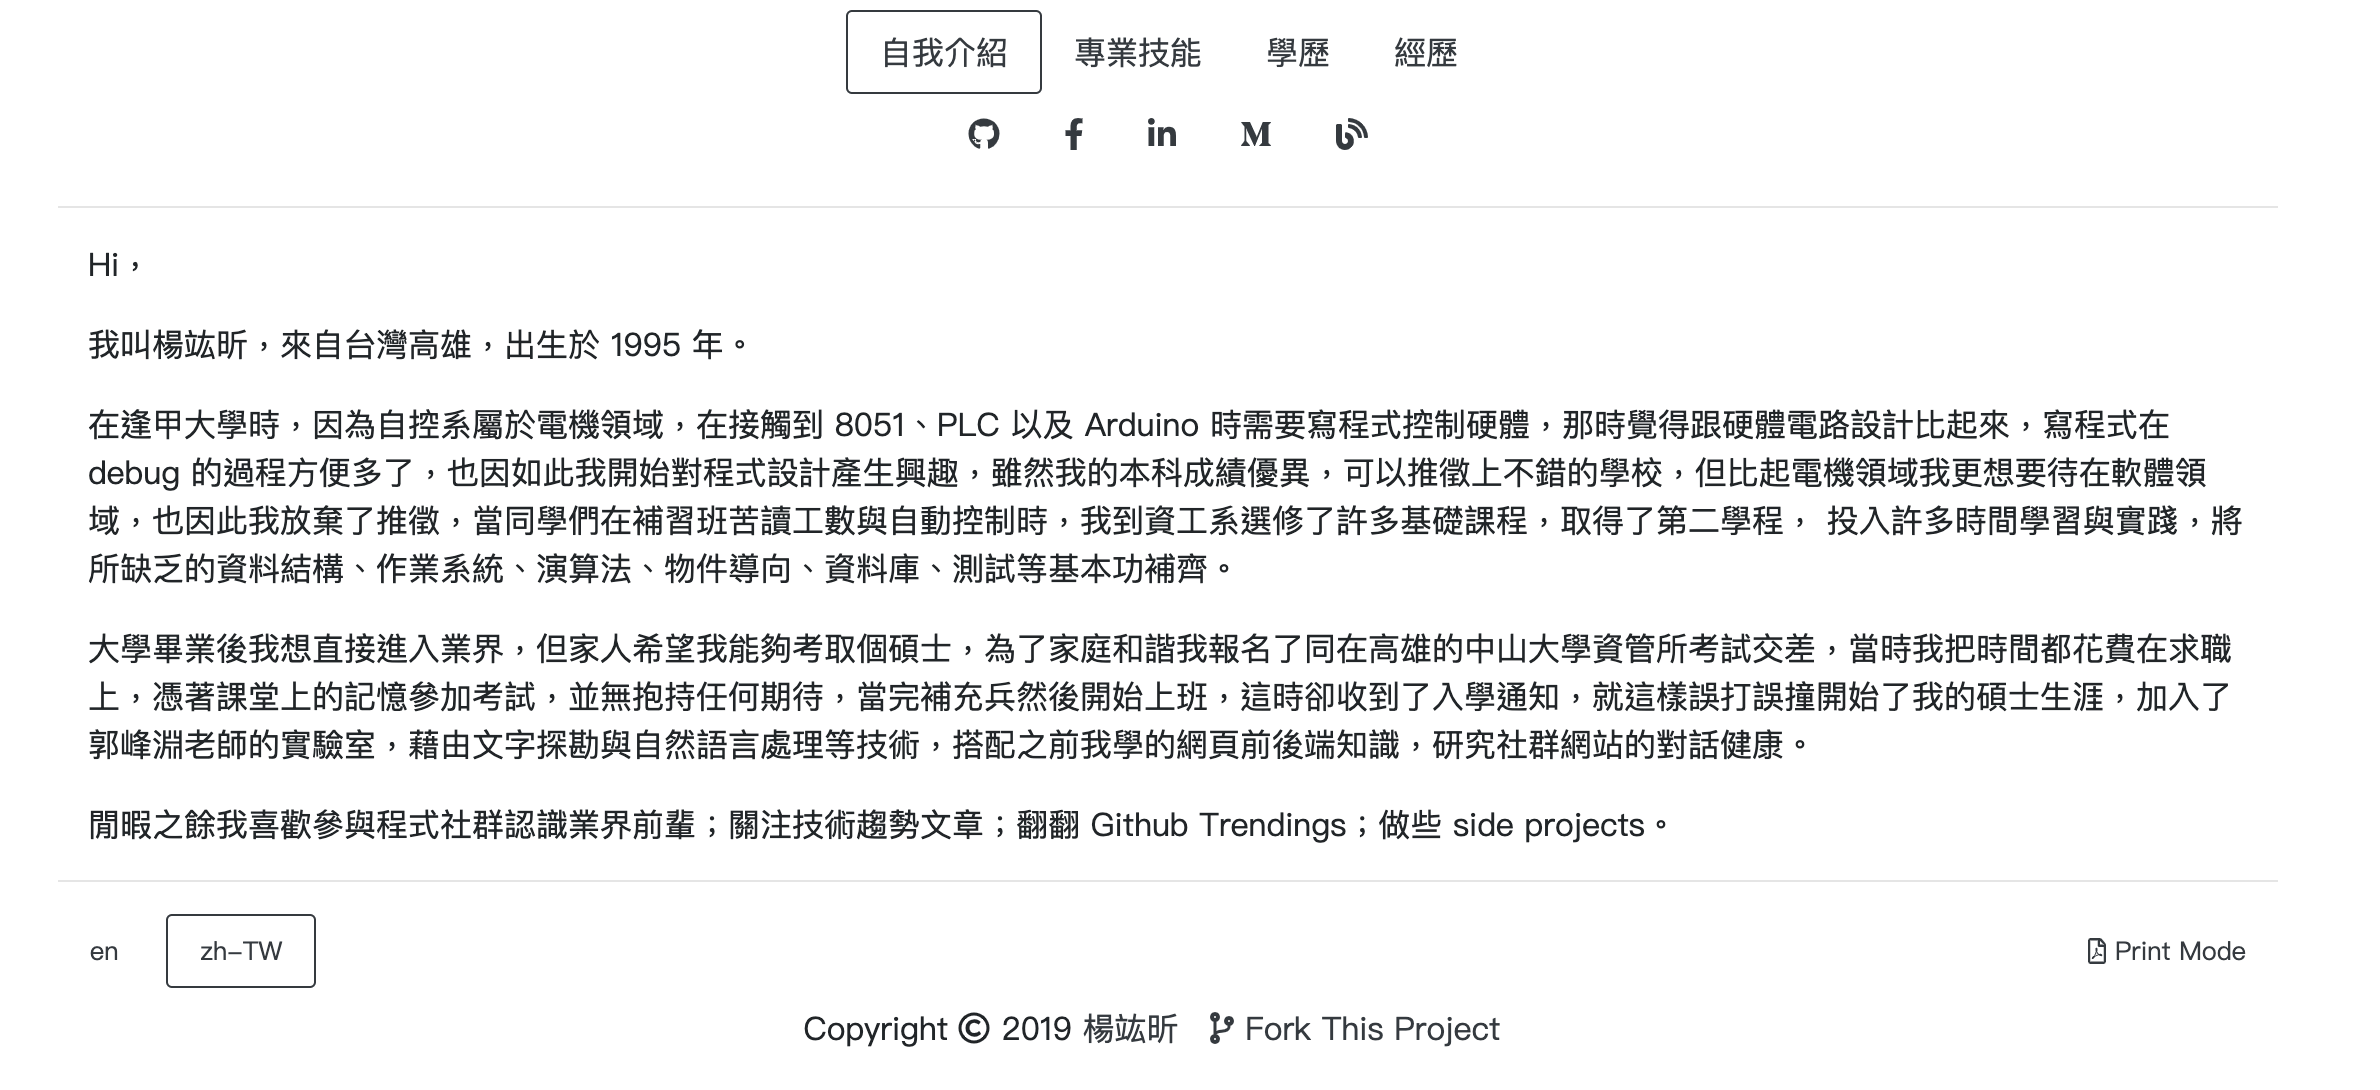 自我介紹 專業技能 學歷 經歷
Hi，
我叫楊竑昕，來自台灣高雄，出生於 1995 年。
在逢甲大學時，因為自控系屬於電機領域，在接觸到 8051、PLC 以及 Arduino 時需要寫程式控制硬體，那時覺得跟硬體電路設計比起來，寫程式在
debug 的過程方便多了，也因如此我開始對程式設計產生興趣，雖然我的本科成績優異，可以推徵上不錯的學校，但比起電機領域我更想要待在軟體領
域，也因此我放棄了推徵，當同學們在補習班苦讀工數與自動控制時，我到資工系選修了許多基礎課程，取得了第二學程， 投入許多時間學習與實踐，將
所缺乏的資料結構、作業系統、演算法、物件導向、資料庫、測試等基本功補齊。
大學畢業後我想直接進入業界，但家人希望我能夠考取個碩士，為了家庭和諧我報名了同在高雄的中山大學資管所考試交差，當時我把時間都花費在求職
上，憑著課堂上的記憶參加考試，並無抱持任何期待，當完補充兵然後開始上班，這時卻收到了入學通知，就這樣誤打誤撞開始了我的碩士生涯，加入了
郭峰淵老師的實驗室，藉由文字探勘與自然語言處理等技術，搭配之前我學的網頁前後端知識，研究社群網站的對話健康。
閒暇之餘我喜歡參與程式社群認識業界前輩；關注技術趨勢文章；翻翻 Github Trendings；做些 side projects。
en zh-TW Print Mode
Copyright © 2019 楊竑昕 Fork This Project